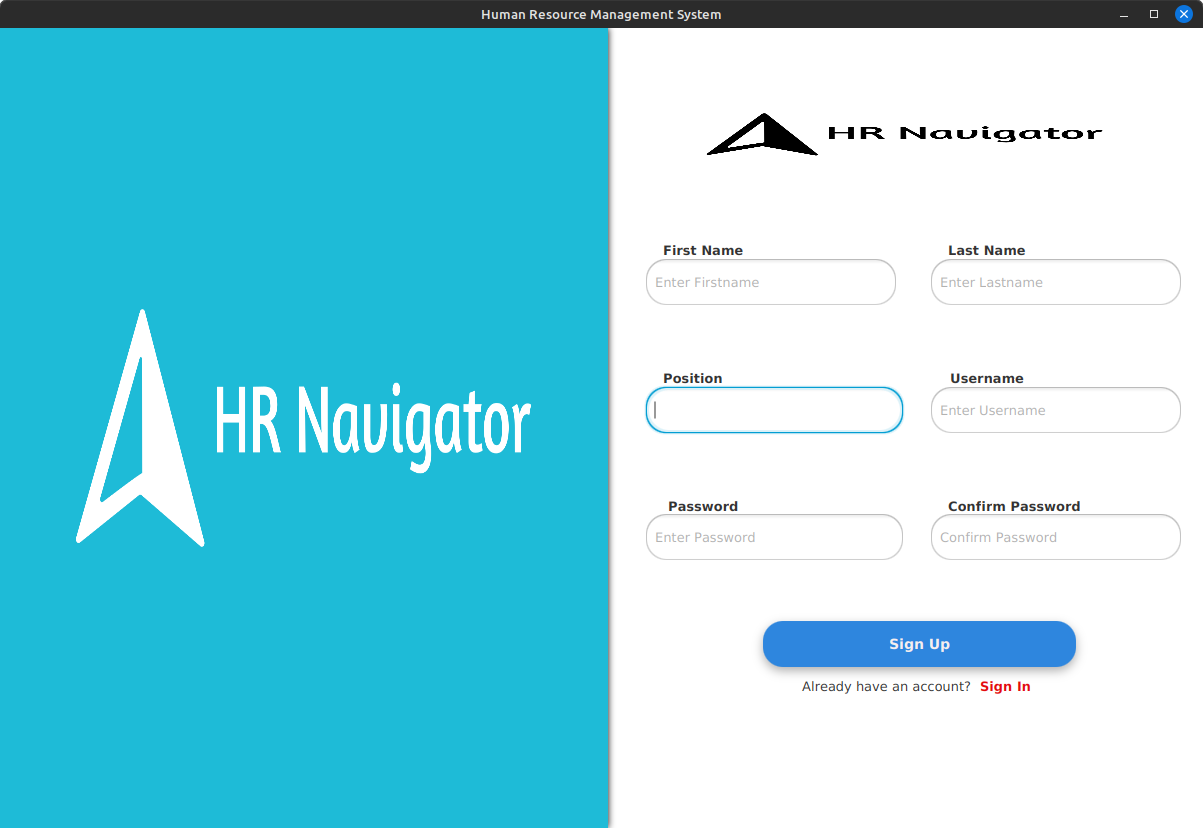 Human Resource Management System
HR Navigator
HR Navigator
First Name
Last Name
Enter Firstname
Enter Lastname
Position
Username
Enter Username
Password
Confirm Password
Enter Password
Confirm Password
Sign Up
Already have an account? Sign In